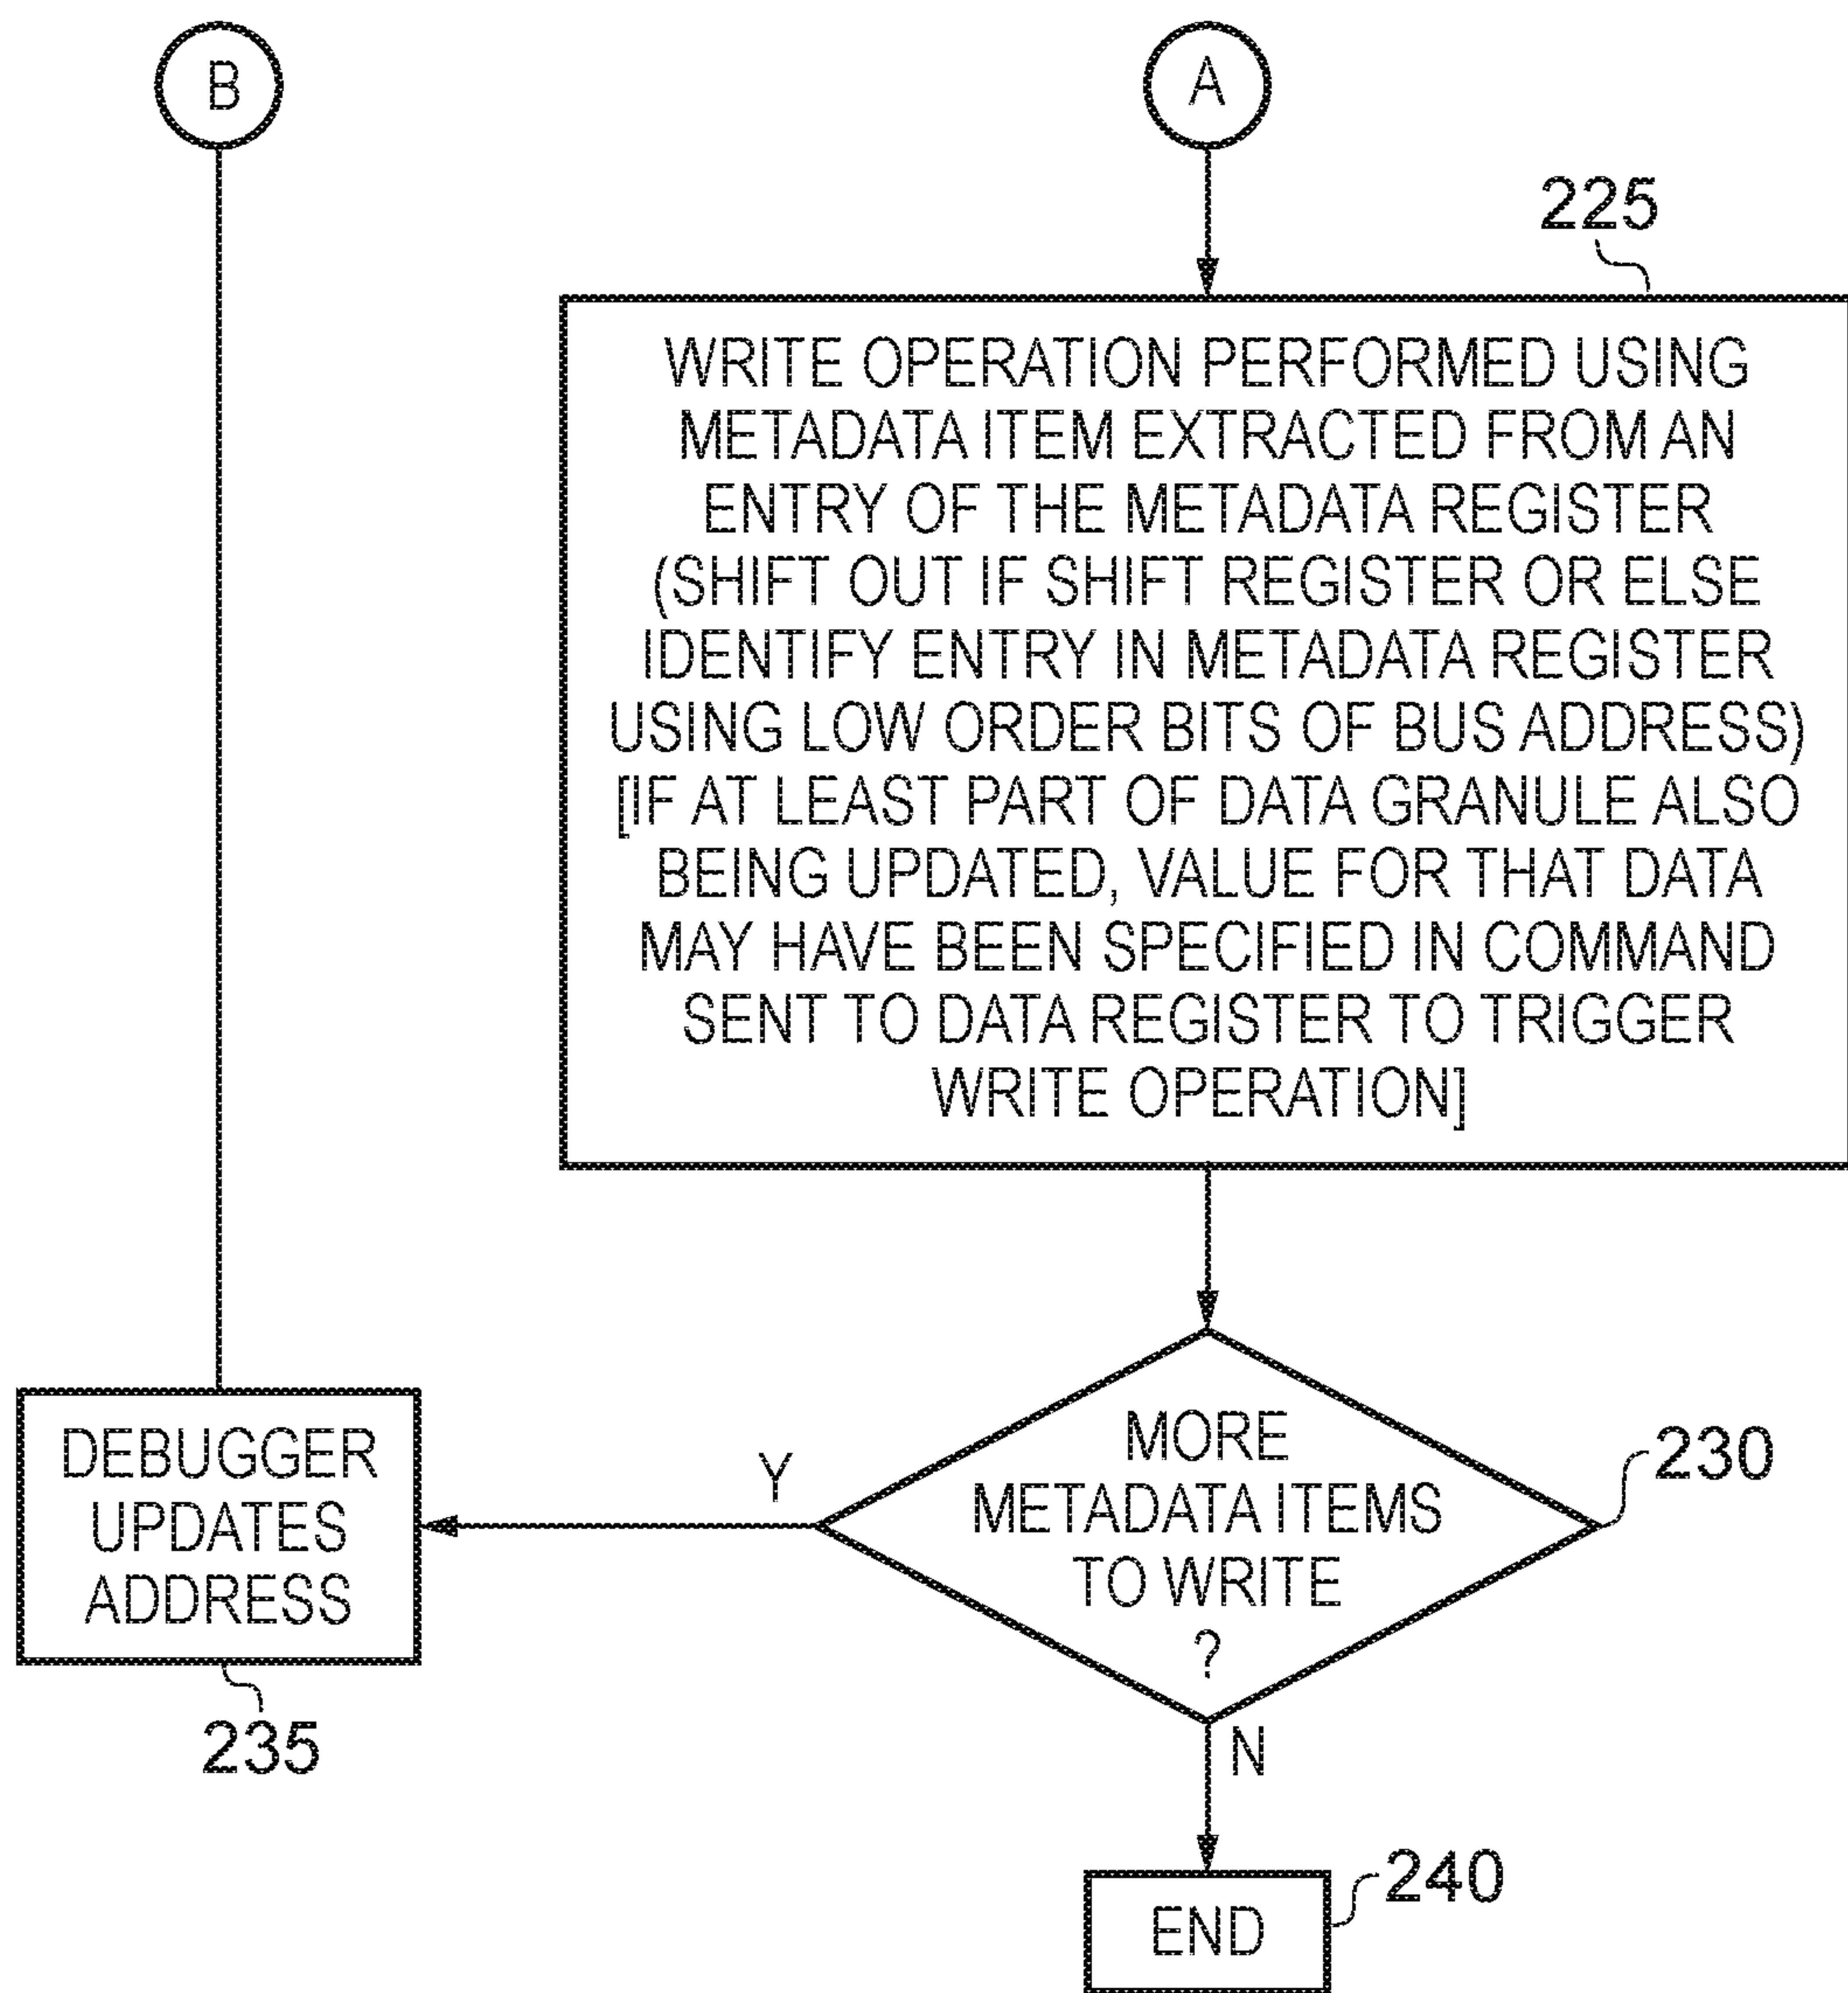 B
A
225
WRITE OPERATION PERFORMED USING
METADATA ITEM EXTRACTED FROM AN
ENTRY OF THE METADATA REGISTER
(SHIFT OUT IF SHIFT REGISTER OR ELSE
IDENTIFY ENTRY IN METADATA REGISTER
USING LOW ORDER BITS OF BUS ADDRESS)
[IF AT LEAST PART OF DATA GRANULE ALSO
BEING UPDATED, VALUE FOR THAT DATA
MAY HAVE BEEN SPECIFIED IN COMMAND
SENT TO DATA REGISTER TO TRIGGER
WRITE OPERATION]
MORE
METADATA ITEMS
TO WRITE
?
230
Y
DEBUGGER
UPDATES
ADDRESS
235
N
END
240